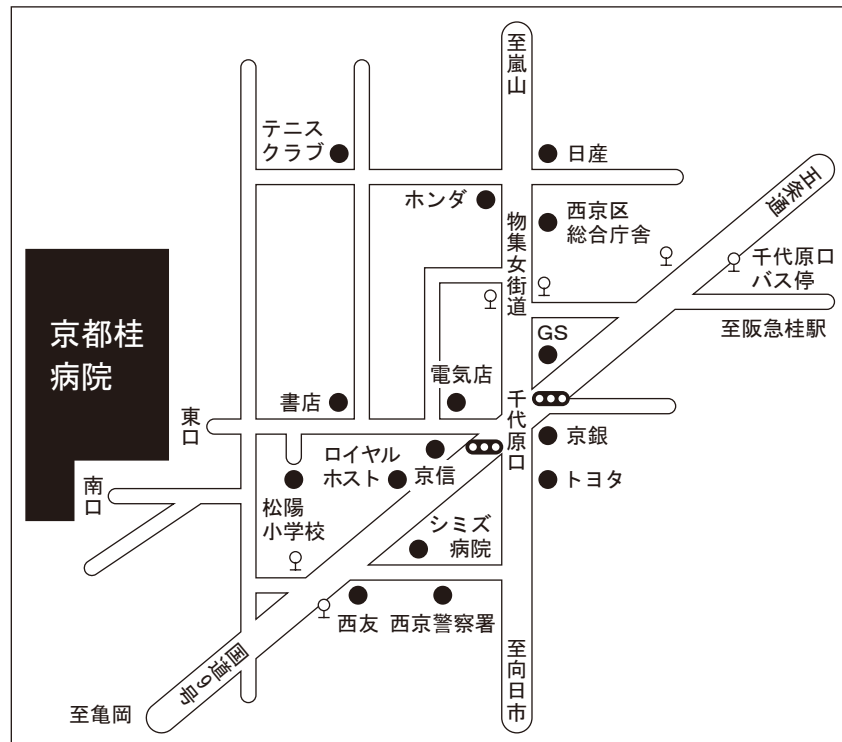 至嵐山
テニス
クラブ
日産
五条通
ホンダ
物集女街道
西京区
総合庁舎
千代原口
バス停
至阪急桂駅
京都桂
病院
GS
電気店
書店
千代原口
東口
京銀
ロイヤル
ホスト
京信
トヨタ
南口
松陽
小学校
シミズ
病院
西友
西京警察署
国道9号
至向日市
至亀岡